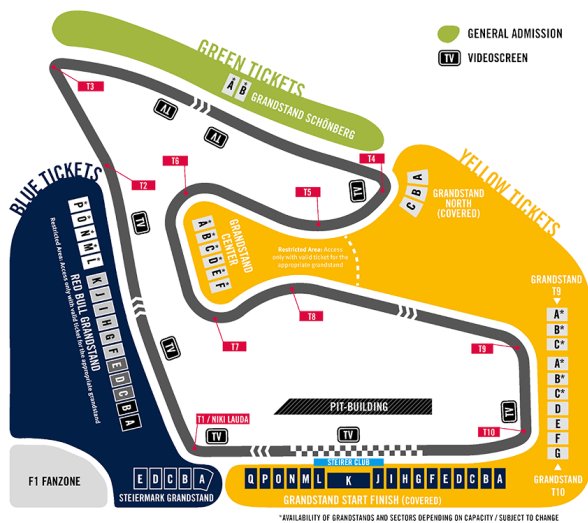 GENERAL ADMISSION
TV VIDEOSCREEN
GREEN TICKETS
A B
GRANDSTAND SCHÖNBERG
T3
TV
TV
T4
T6
T2
T5
TV
YELLOW TICKETS
C B A
GRANDSTAND
NORTH
(COVERED)
BLUE TICKETS
P O N M L K J I H G F E D C B A
Restricted Area: Access
only with valid ticket for the appropriate grandstand
RED BULL GRANDSTAND
TV
GRANDSTAND
CENTER
A B C D E F
Restricted Area: Access
only with valid ticket for the
appropriate grandstand
GRANDSTAND
T9
A*
B*
C*
A*
B*
C*
D
E
F
G
GRANDSTAND
T10
T8
T7
TV
T9
PIT-BUILDING
TV
T10
T1 / NIKI LAUDA
TV
TV
STEIRER CLUB
F1 FANZONE
E D C B A
STEIERMARK GRANDSTAND
Q P O N M L K J I H G F E D C B A
GRANDSTAND START FINISH (COVERED)
*AVAILABILITY OF GRANDSTANDS AND SECTORS DEPENDING ON CAPACITY / SUBJECT TO CHANGE